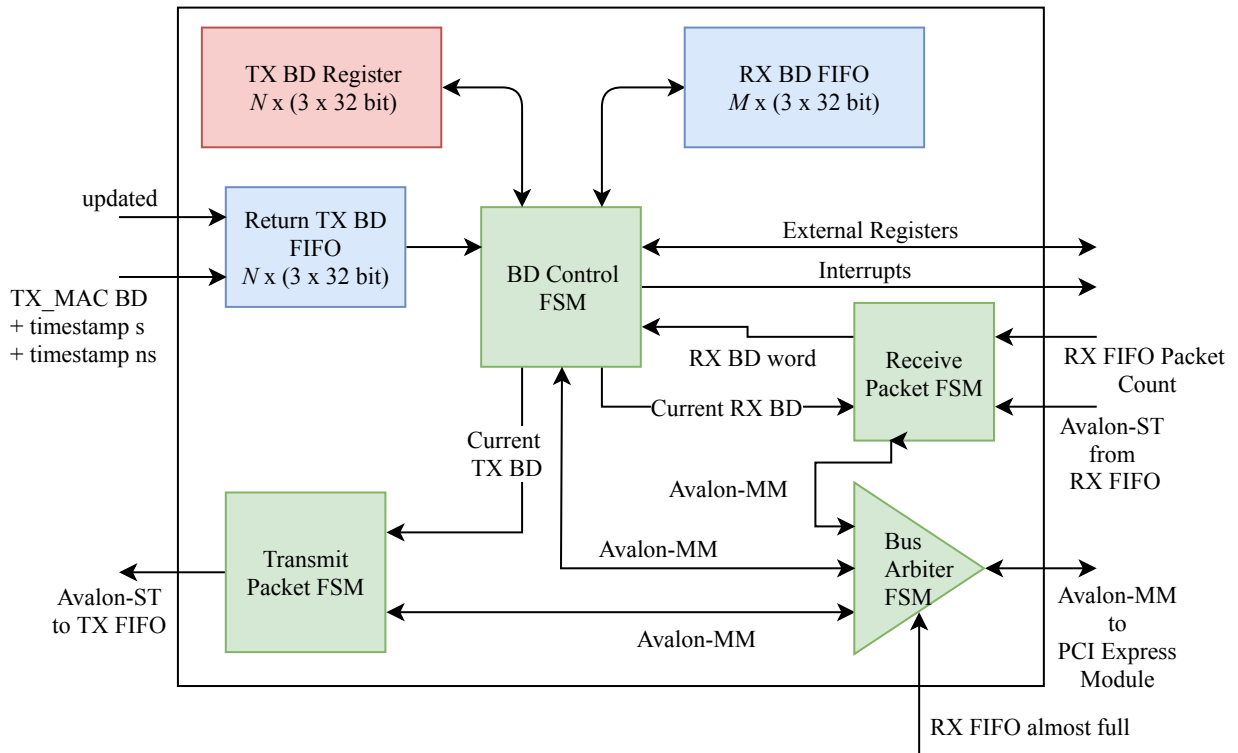 TX BD Register
N x (3 x 32 bit)
RX BD FIFO
M x (3 x 32 bit)
updated
Return TX BD
FIFO
N x (3 x 32 bit)
TX_MAC BD
+ timestamp s
+ timestamp ns
BD Control
FSM
External Registers
Interrupts
RX BD word
Receive
Packet FSM
RX FIFO Packet
Count
Current RX BD
Avalon-ST
from
RX FIFO
Current
TX BD
Avalon-MM
Transmit
Packet FSM
Avalon-MM
Bus
Arbiter
FSM
Avalon-ST
to TX FIFO
Avalon-MM
Avalon-MM
to
PCI Express
Module
RX FIFO almost full